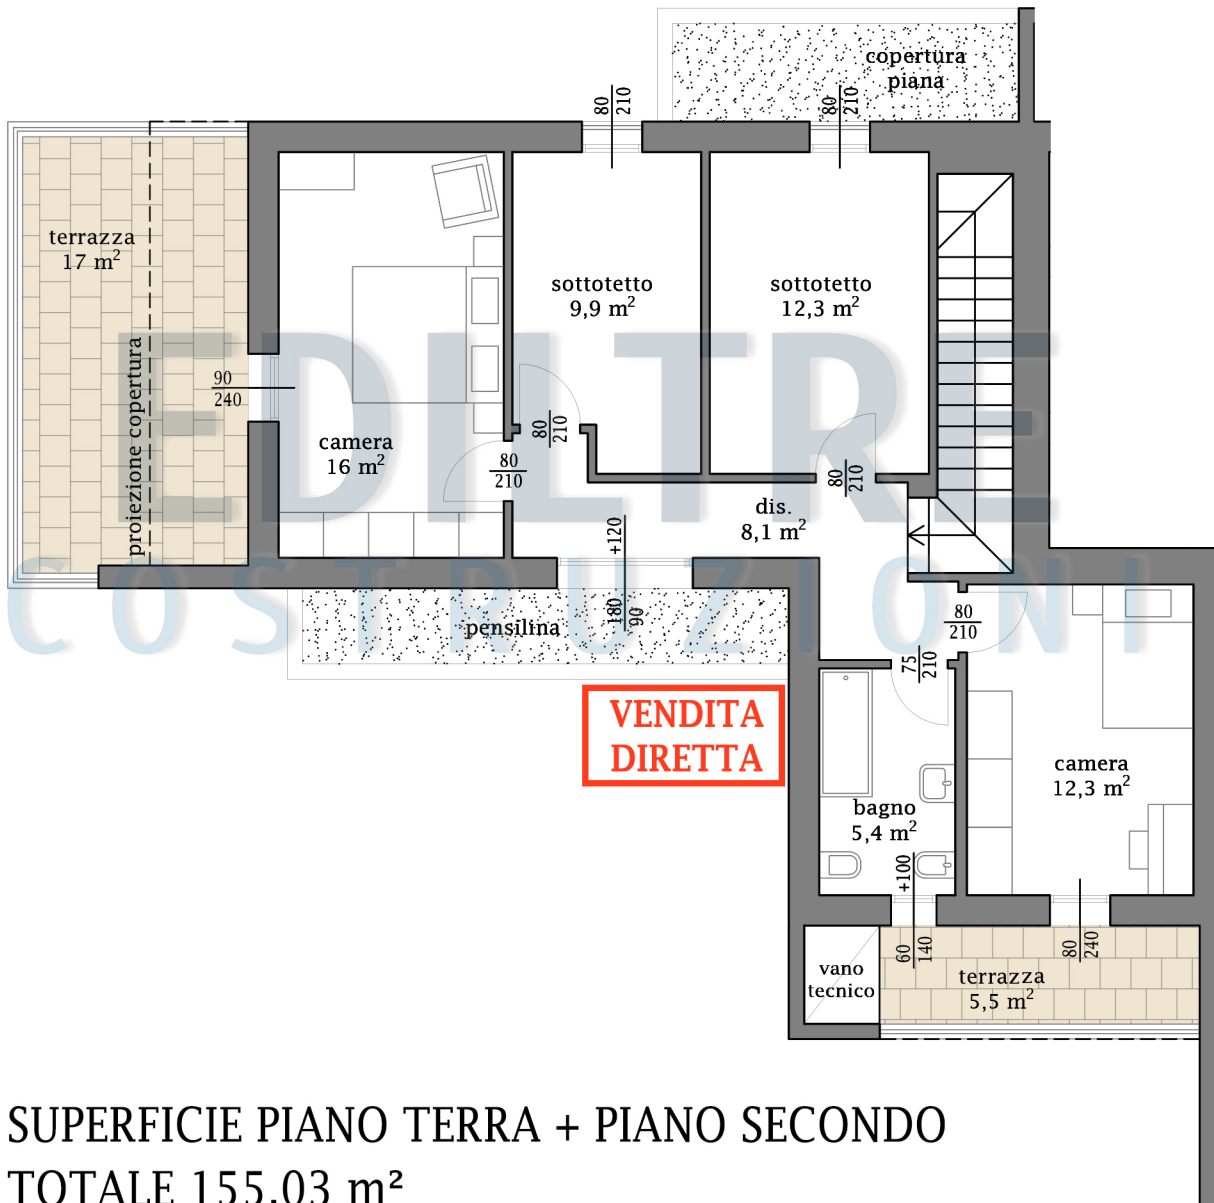 copertura
piana
80
210
80
210
terrazza
17 m²
sottotetto
9,9 m²
sottotetto
12,3 m²
EDILTRE
COSTRUZIONI
proiezione copertura
90
240
camera
16 m²
80
210
80
210
80
210
dis.
8,1 m²
+120
180
90
pensilina
80
210
75
210
VENDITA
DIRETTA
camera
12,3 m²
bagno
5,4 m²
+100
60
140
80
240
vano
tecnico
terrazza
5,5 m²
SUPERFICIE PIANO TERRA + PIANO SECONDO
TOTALE 155,03 m²